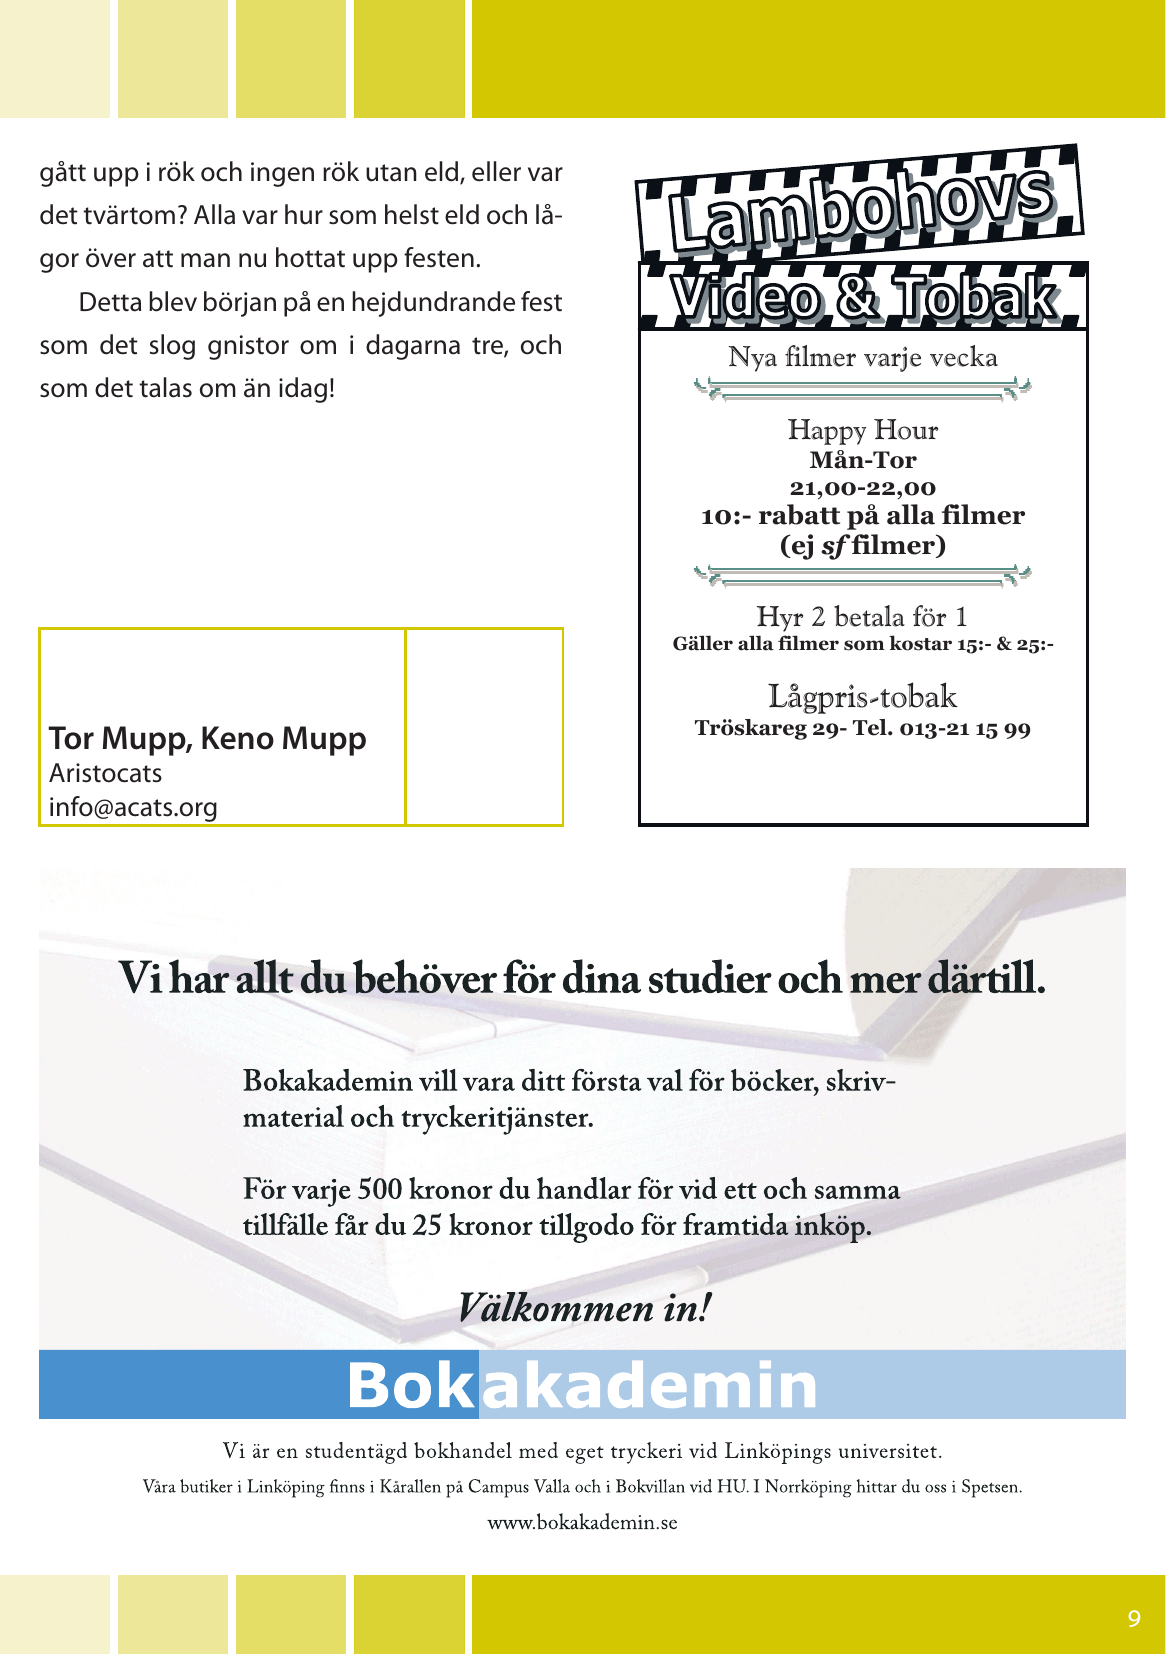 gått upp i rök och ingen rök utan eld, eller var
det tvärtom? Alla var hur som helst eld och lå-
gor över att man nu hottat upp festen.
Detta blev början på en hejdundrande fest
som det slog gnistor om i dagarna tre, och
som det talas om än idag!
Tor Mupp, Keno Mupp
Aristocats
info@acats.org
Lambohovs
Video & Tobak
Nya filmer varje vecka
Happy Hour
Mån-Tor
21,00-22,00
10:- rabatt på alla filmer
(ej sf filmer)
Hyr 2 betala för 1
Gäller alla filmer som kostar 15:- & 25:-
Lågpris-tobak
Tröskareg 29- Tel. 013-21 15 99
Vi har allt du behöver för dina studier och mer därtill.
Bokakademin vill vara ditt första val för böcker, skriv-
material och tryckeritjänster.
För varje 500 kronor du handlar för vid ett och samma
tillfälle får du 25 kronor tillgodo för framtida inköp.
Välkommen in!
Bokakademin
Vi är en studentägd bokhandel med eget tryckeri vid Linköpings universitet.
Våra butiker i Linköping finns i Kårallen på Campus Valla och i Bokvillan vid HU. I Norrköping hittar du oss i Spetsen.
www.bokakademin.se
9